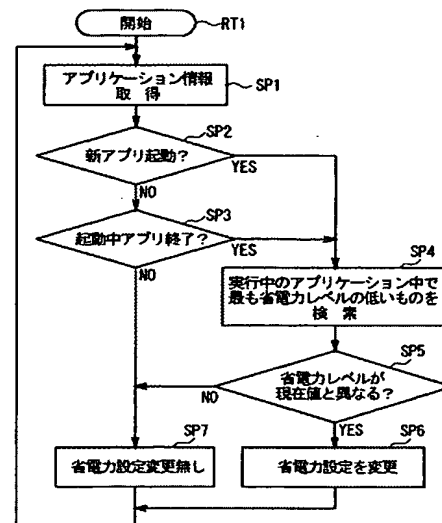 開始
RT1
アプリケーション情報
取得
SP1
新アプリ起動?
SP2
YES
NO
起動中アプリ終了?
SP3
YES
NO
SP4
実行中のアプリケーション中で
最も省電力レベルの低いものを
検索
SP5
省電力レベルが
現在値と異なる?
NO
YES
SP7
省電力設定変更無し
SP6
省電力設定を変更